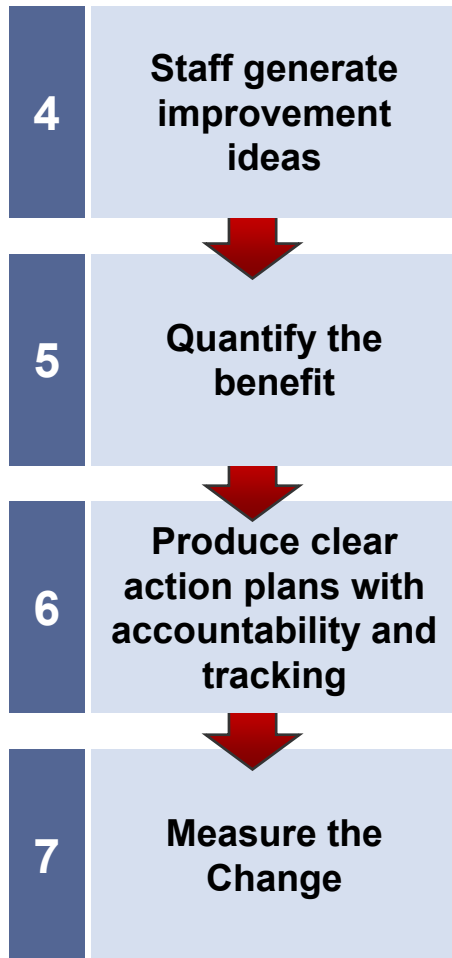 4
Staff generate
improvement
ideas
5
Quantify the
benefit
6
Produce clear
action plans with
accountability and
tracking
7
Measure the
Change